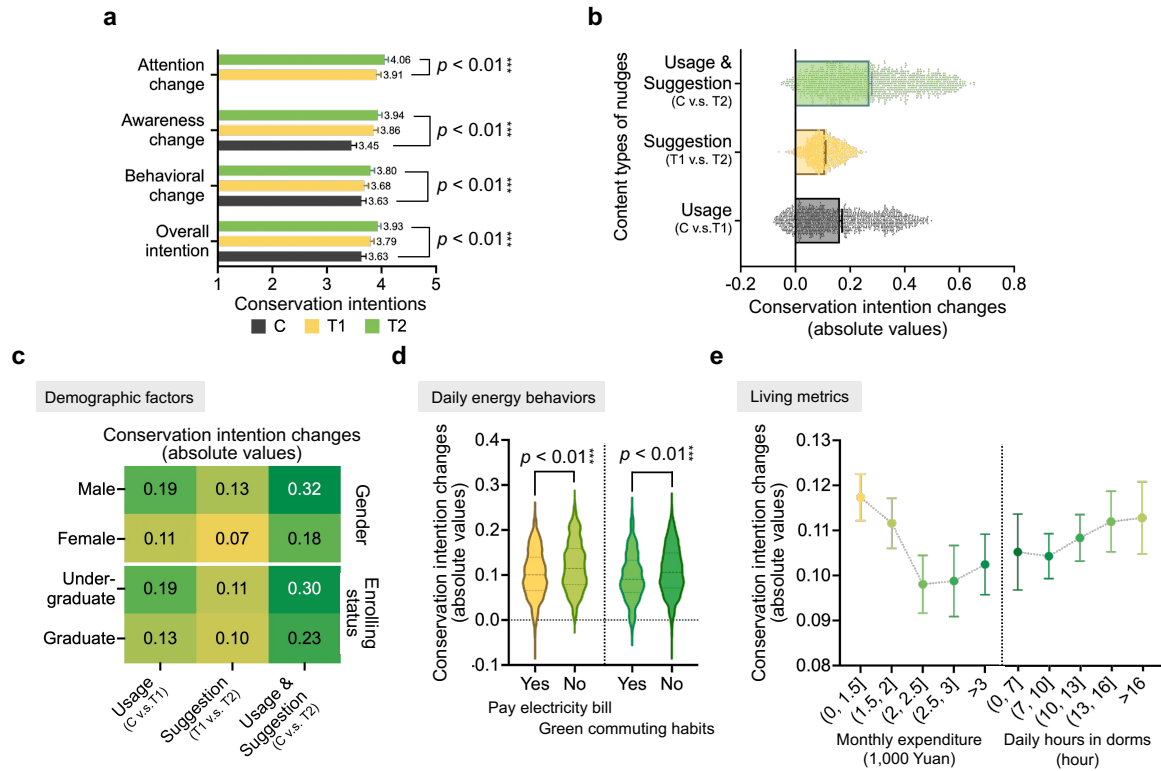 a
Attention
change
4.06
3.91
p < 0.01***
Awareness
change
3.94
3.86
3.45
p < 0.01***
Behavioral
change
3.80
3.68
3.63
p < 0.01***
Overall
intention
3.93
3.79
3.63
p < 0.01***
1 2 3 4 5
Conservation intentions
C T1 T2
b
Content types of nudges
Usage &
Suggestion
(C v.s. T2)
Suggestion
(T1 v.s. T2)
Usage
(C v.s.T1)
-0.2 0.0 0.2 0.4 0.6 0.8
Conservation intention changes
(absolute values)
c
Demographic factors
Conservation intention changes
(absolute values)
Male 0.19 0.13 0.32
Female 0.11 0.07 0.18
Gender
Under-
graduate 0.19 0.11 0.30
Graduate 0.13 0.10 0.23
Enrolling
status
Usage
(C v.s.T1)
Suggestion
(T1 v.s. T2)
Usage &
Suggestion
(C v.s. T2)
d
Daily energy behaviors
Conservation intention changes
(absolute values)
0.4
0.3
0.2
0.1
0.0
-0.1
p < 0.01***
p < 0.01***
Yes No Yes No
Pay electricity bill
Green commuting habits
e
Living metrics
Conservation intention changes
(absolute values)
0.13
0.12
0.11
0.10
0.09
0.08
(0, 1.5]
(1.5, 2]
(2, 2.5]
(2.5, 3]
>3
(0, 7]
(7, 10]
(10, 13]
(13, 16]
>16
Monthly expenditure
(1,000 Yuan)
Daily hours in dorms
(hour)